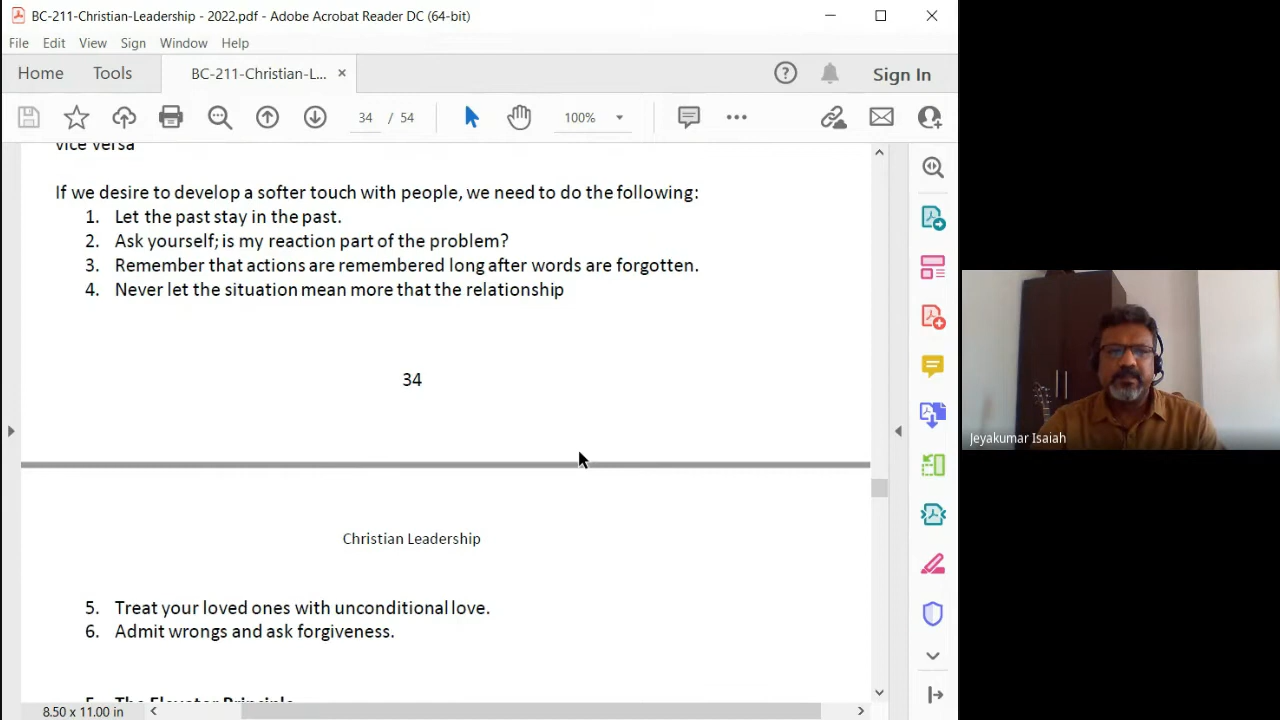 BC-211-Christian-Leadership - 2022.pdf - Adobe Acrobat Reader DC (64-bit)
File Edit View Sign Window Help
Home Tools BC-211-Christian-L... × Sign In
34 / 54 100%
vice versa
If we desire to develop a softer touch with people, we need to do the following:
1. Let the past stay in the past.
2. Ask yourself; is my reaction part of the problem?
3. Remember that actions are remembered long after words are forgotten.
4. Never let the situation mean more that the relationship
34
Christian Leadership
5. Treat your loved ones with unconditional love.
6. Admit wrongs and ask forgiveness.
5. The Elevator Principle
8.50 x 11.00 in
Jeyakumar Isaiah